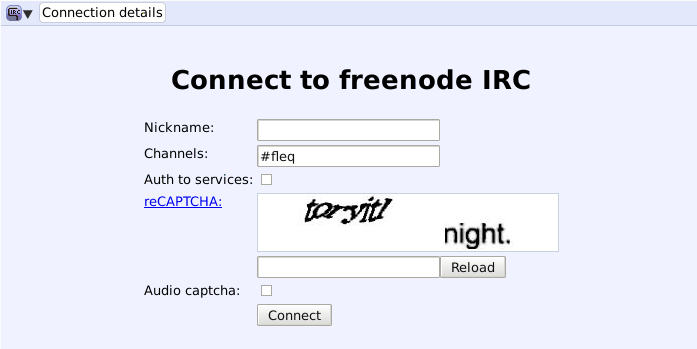 IRC Connection details
Connect to freenode IRC
Nickname:
Channels: #fleq
Auth to services:
reCAPTCHA: night.
Reload
Audio captcha:
Connect